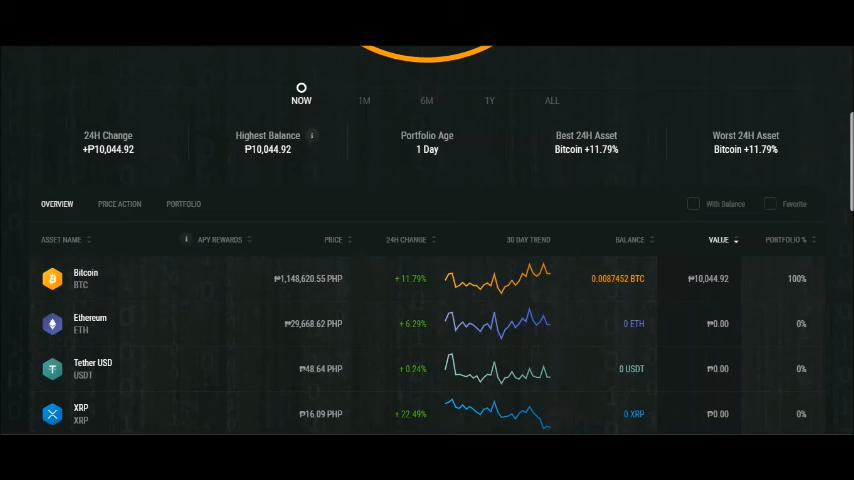 NOW 1M 6M 1Y ALL
24H Change Highest Balance Portfolio Age Best 24H Asset Worst 24H Asset
+₱10,044.92 ₱10,044.92 1 Day Bitcoin +11.79% Bitcoin +11.79%
OVERVIEW PRICE ACTION PORTFOLIO With Balance Favorite
ASSET NAME APY REWARDS PRICE 24H CHANGE 30 DAY TREND BALANCE VALUE PORTFOLIO %
Bitcoin
BTC
₱1,148,620.55 PHP + 11.79% 0.0087452 BTC ₱10,044.92 100%
Ethereum
ETH
₱29,668.62 PHP + 6.29% 0 ETH ₱0.00 0%
Tether USD
USDT
₱48.64 PHP + 0.24% 0 USDT ₱0.00 0%
XRP
XRP
₱16.09 PHP + 22.49% 0 XRP ₱0.00 0%